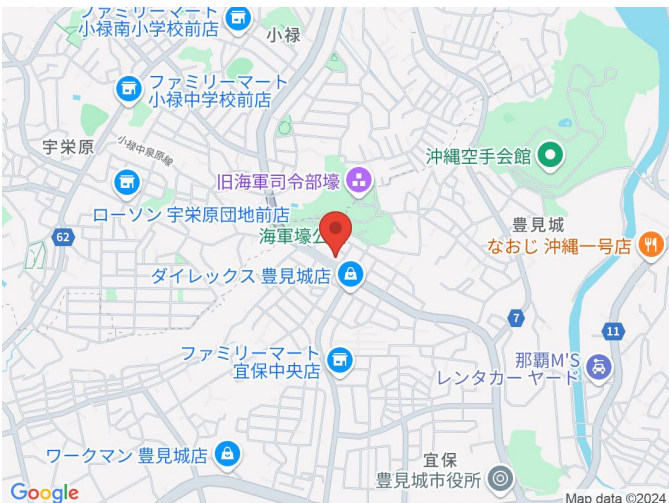 ファミリーマート
小禄南小学校前店
小禄
ファミリーマート
小禄中学校前店
宇栄原
小禄中泉原線
沖縄空手会館
旧海軍司令部壕
ローソン 宇栄原団地前店
豊見城
海軍壕公
62
なおじ 沖縄一号店
ダイレックス 豊見城店
7
11
ファミリーマート
宜保中央店
那覇M'S
レンタカー ヤード
ワークマン 豊見城店
宜保
豊見城市役所
Google
Map data ©2024